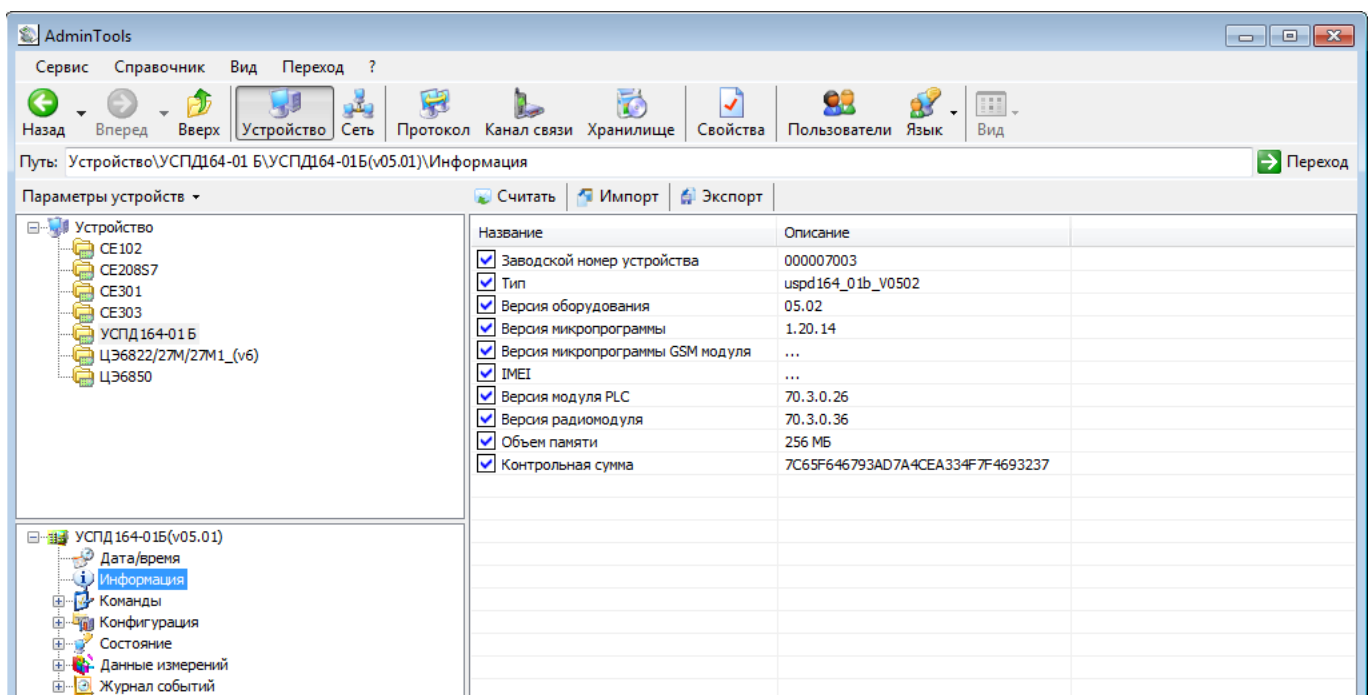 AdminTools
Сервис Справочник Вид Переход ?
Назад Вперед Вверх Устройство Сеть Протокол Канал связи Хранилище Свойства Пользователи Язык Вид
Путь: Устройство\УСПД164-01 Б\УСПД164-01Б(v05.01)\Информация Переход
Параметры устройств Считать Импорт Экспорт
Устройство
CE102
CE208S7
CE301
CE303
УСПД164-01 Б
ЦЭ6822/27М/27М1_(v6)
ЦЭ6850
УСПД164-01Б(v05.01)
Дата/время
Информация
Команды
Конфигурация
Состояние
Данные измерений
Журнал событий
Название Описание
Заводской номер устройства 000007003
Тип uspd164_01b_V0502
Версия оборудования 05.02
Версия микропрограммы 1.20.14
Версия микропрограммы GSM модуля ...
IMEI ...
Версия модуля PLC 70.3.0.26
Версия радиомодуля 70.3.0.36
Объем памяти 256 МБ
Контрольная сумма 7C65F646793AD7A4CEA334F7F4693237